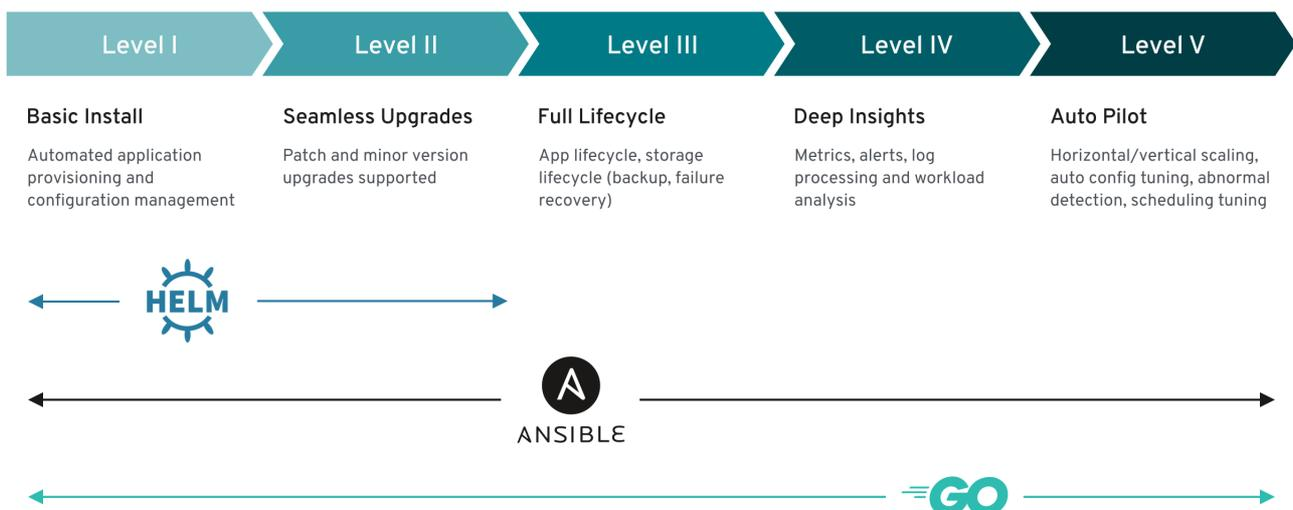 Level I
Level II
Level III
Level IV
Level V
Basic Install
Automated application
provisioning and
configuration management
Seamless Upgrades
Patch and minor version
upgrades supported
Full Lifecycle
App lifecycle, storage
lifecycle (backup, failure
recovery)
Deep Insights
Metrics, alerts, log
processing and workload
analysis
Auto Pilot
Horizontal/vertical scaling,
auto config tuning, abnormal
detection, scheduling tuning
HELM
A
ANSIBLE
GO